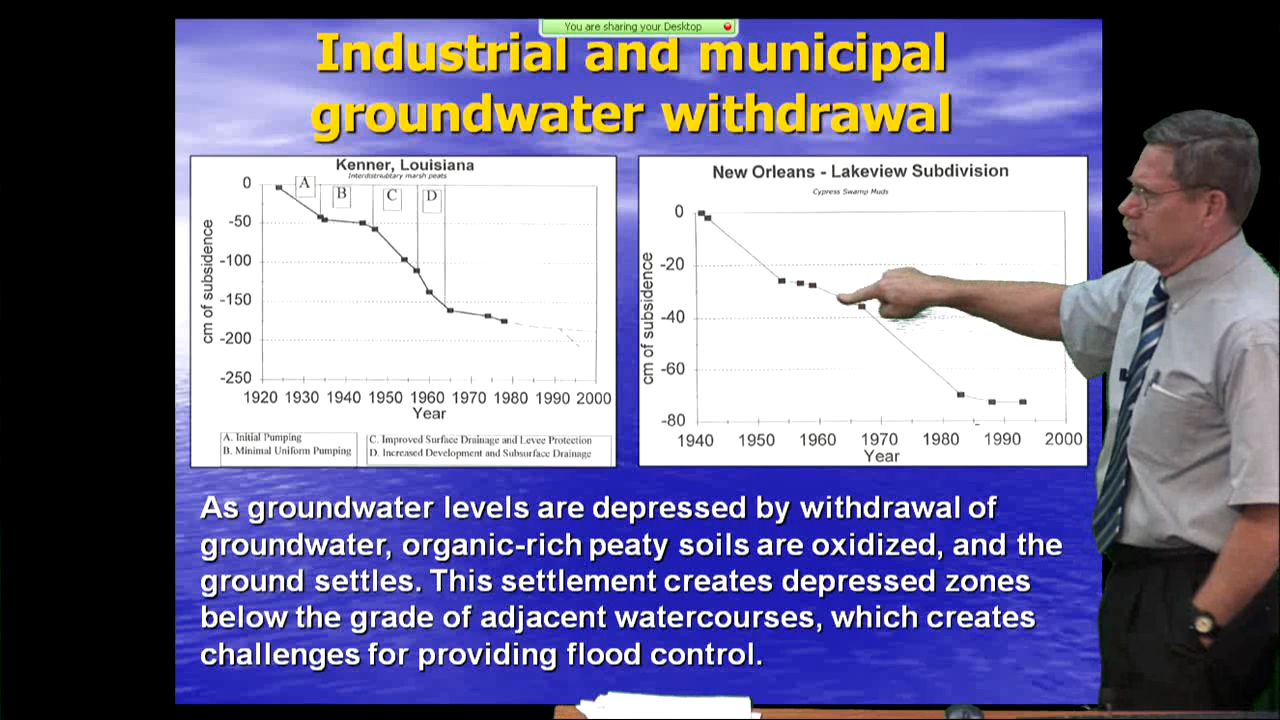 You are sharing your Desktop
Industrial and municipal
groundwater withdrawal
Kenner, Louisiana
Interdistributary marsh peats
0
-50
-100
-150
-200
-250
cm of subsidence
A
B
C
D
1920 1930 1940 1950 1960 1970 1980 1990 2000
Year
A. Initial Pumping
B. Minimal Uniform Pumping
C. Improved Surface Drainage and Levee Protection
D. Increased Development and Subsurface Drainage
New Orleans - Lakeview Subdivision
Cypress Swamp Muds
0
-20
-40
-60
-80
cm of subsidence
1940 1950 1960 1970 1980 1990 2000
Year
As groundwater levels are depressed by withdrawal of
groundwater, organic-rich peaty soils are oxidized, and the
ground settles. This settlement creates depressed zones
below the grade of adjacent watercourses, which creates
challenges for providing flood control.